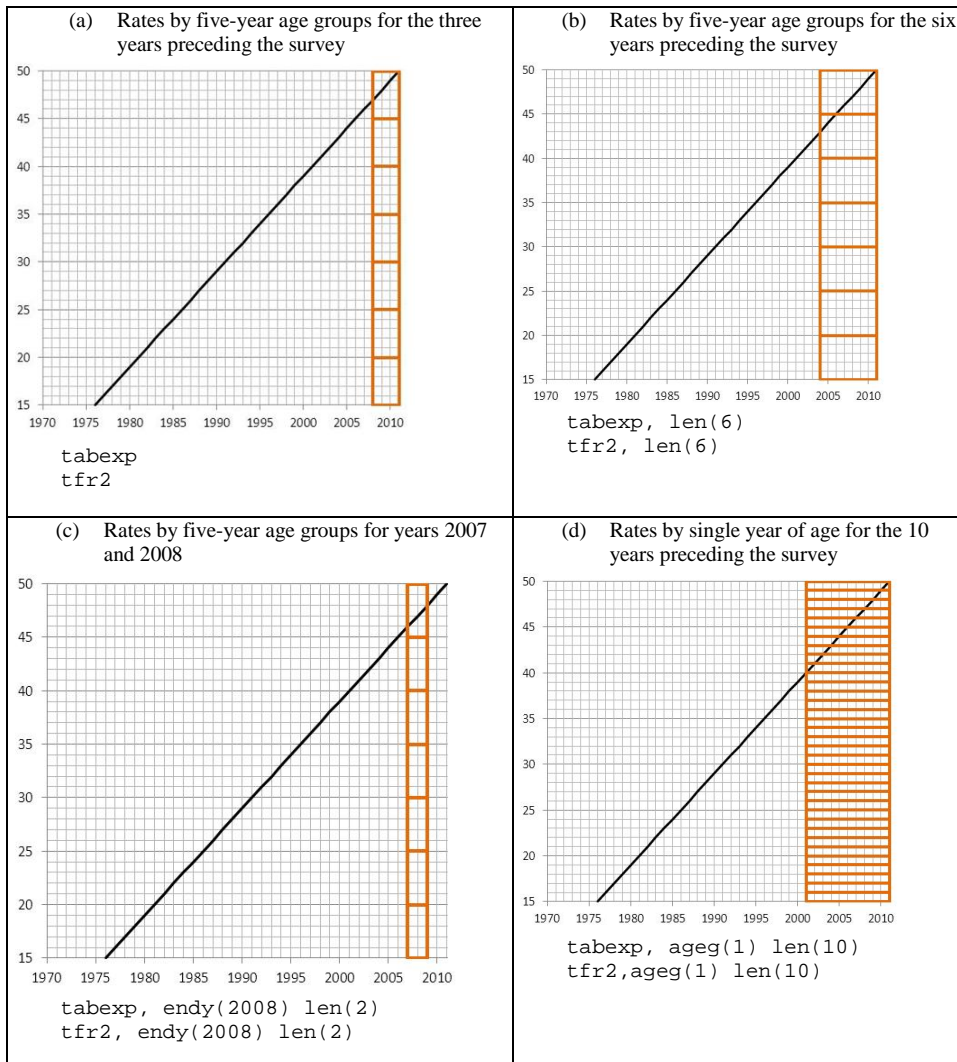 (a) Rates by five-year age groups for the three
years preceding the survey
50
45
40
35
30
25
20
15
1970 1975 1980 1985 1990 1995 2000 2005 2010
tabexp
tfr2
(b) Rates by five-year age groups for the six
years preceding the survey
50
45
40
35
30
25
20
15
1970 1975 1980 1985 1990 1995 2000 2005 2010
tabexp, len(6)
tfr2, len(6)
(c) Rates by five-year age groups for years 2007
and 2008
50
45
40
35
30
25
20
15
1970 1975 1980 1985 1990 1995 2000 2005 2010
tabexp, endy(2008) len(2)
tfr2, endy(2008) len(2)
(d) Rates by single year of age for the 10
years preceding the survey
50
45
40
35
30
25
20
15
1970 1975 1980 1985 1990 1995 2000 2005 2010
tabexp, ageg(1) len(10)
tfr2,ageg(1) len(10)